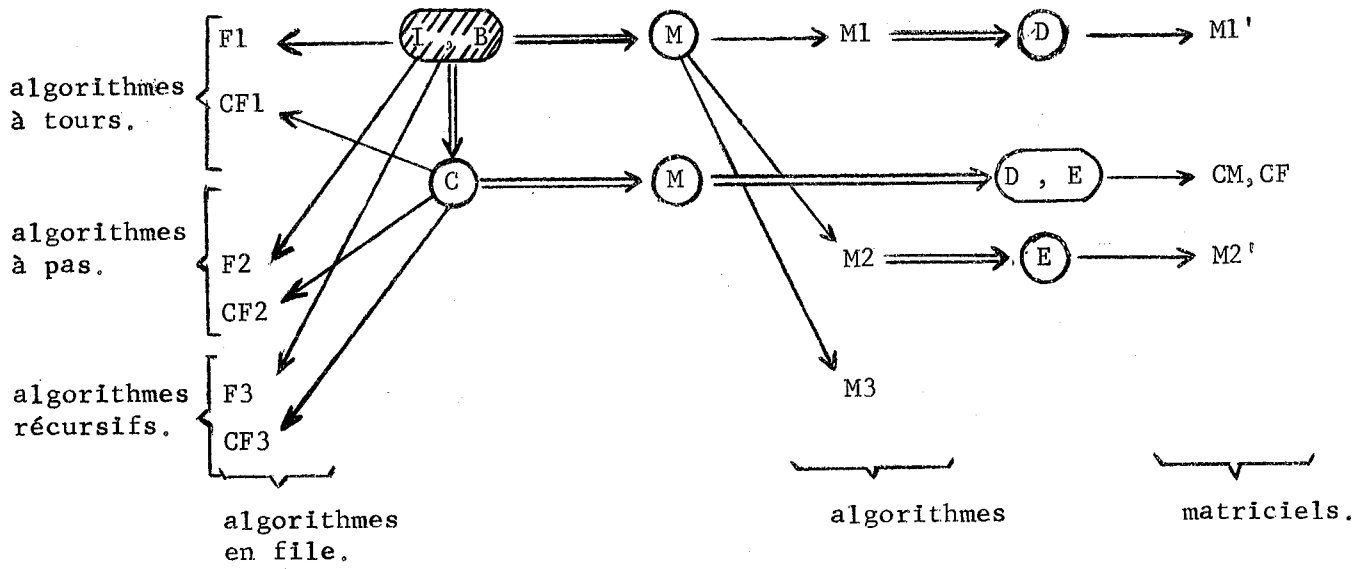 F1
I , B
M
M1
D
M1'
algorithmes
à tours.
CF1
C
M
D , E
CM,CF
algorithmes
à pas.
F2
M2
E
M2'
CF2
algorithmes
récursifs.
F3
M3
CF3
algorithmes
en file.
algorithmes
matriciels.